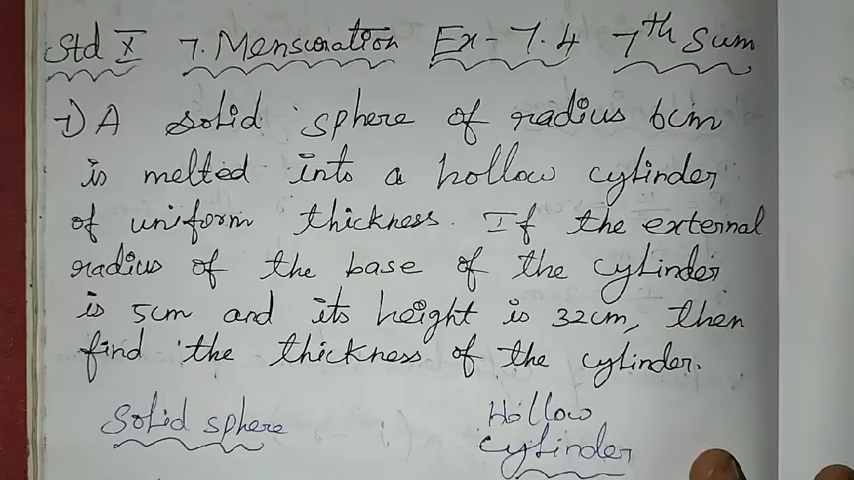 Std X 7. Mensuration Ex-7.4 7th Sum
7) A solid sphere of radius 6cm
is melted into a hollow cylinder
of uniform thickness. If the external
radius of the base of the cylinder
is 5cm and its height is 32cm, then
find the thickness of the cylinder.
Solid sphere
Hollow
cylinder